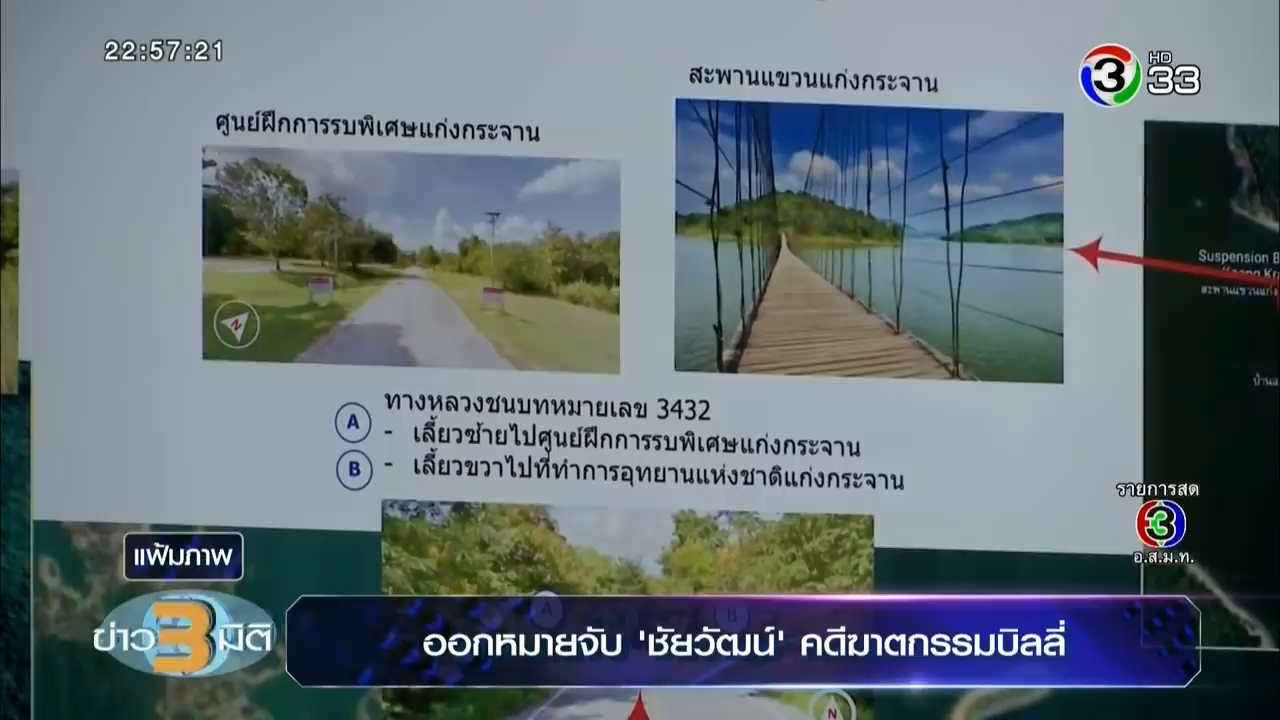 22:57:21
3 HD 33
สะพานแขวนแก่งกระจาน
ศูนย์ฝึกการรบพิเศษแก่งกระจาน
N
Suspension B
สะพานแขวนแก่ง
ทางหลวงชนบทหมายเลข 3432
A - เลี้ยวซ้ายไปศูนย์ฝึกการรบพิเศษแก่งกระจาน
B - เลี้ยวขวาไปที่ทำการอุทยานแห่งชาติแก่งกระจาน
รายการสด
3
อ.ส.ม.ท.
แฟ้มภาพ
ข่าว 3 มิติ
ออกหมายจับ 'ชัยวัฒน์' คดีฆาตกรรมบิลลี่
A
N